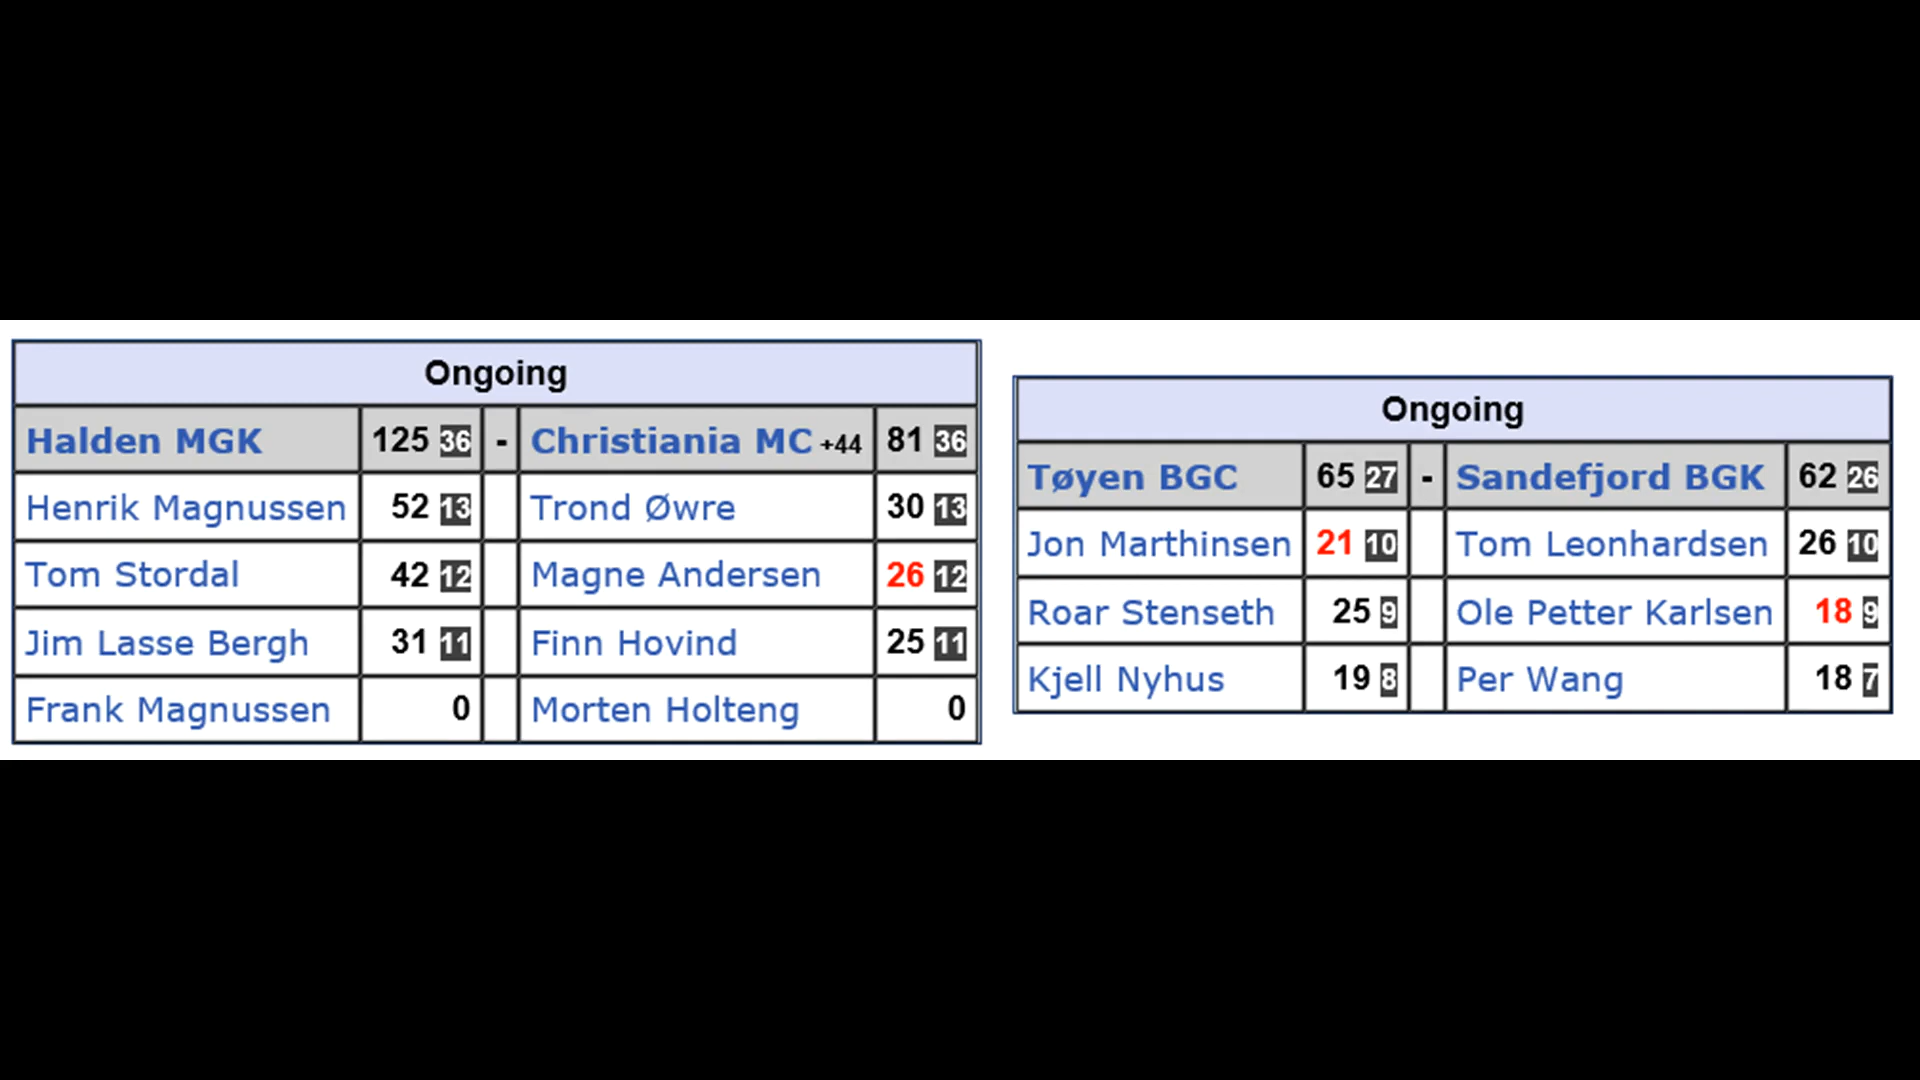 Ongoing
Halden MGK 125 36 - Christiania MC +44 81 36
Henrik Magnussen 52 13 Trond Øwre 30 13
Tom Stordal 42 12 Magne Andersen 26 12
Jim Lasse Bergh 31 11 Finn Hovind 25 11
Frank Magnussen 0 Morten Holteng 0
Ongoing
Tøyen BGC 65 27 - Sandefjord BGK 62 26
Jon Marthinsen 21 10 Tom Leonhardsen 26 10
Roar Stenseth 25 9 Ole Petter Karlsen 18 9
Kjell Nyhus 19 8 Per Wang 18 7